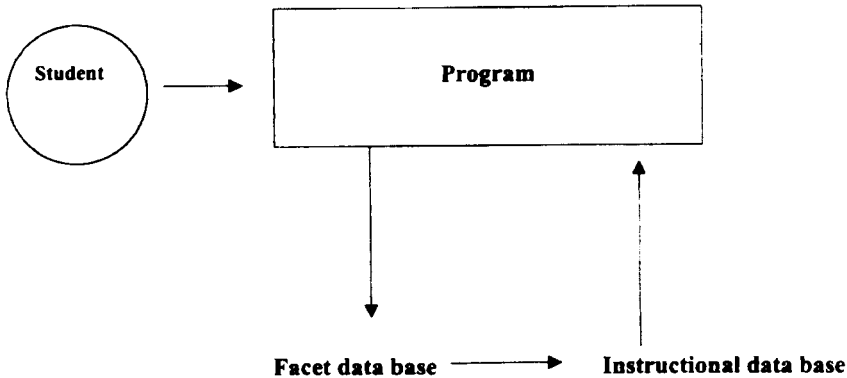 Student
Program
Facet data base
Instructional data base